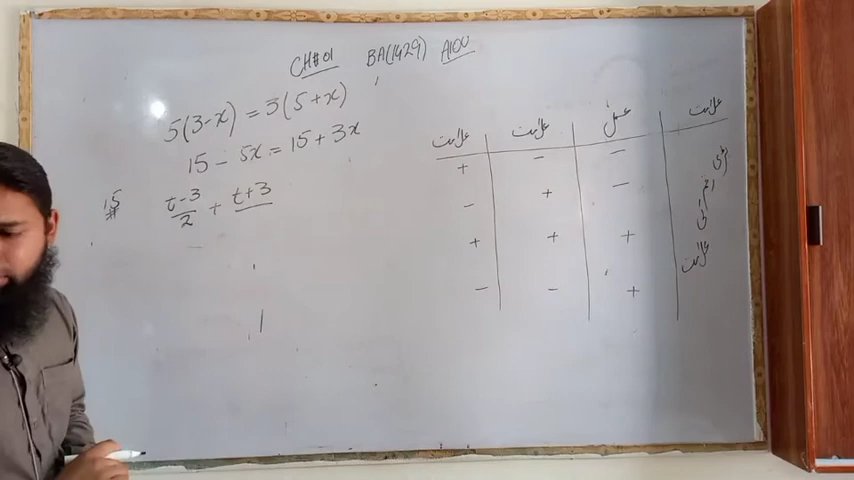 CH#01 BA(1429) AIOU
5(3-x) = 3(5+x)
15 - 5x = 15 + 3x
15 # t-3/2 + t+3
علامت عمل علامت علامت
- - +
- + -
+ + +
+ - -
علامت